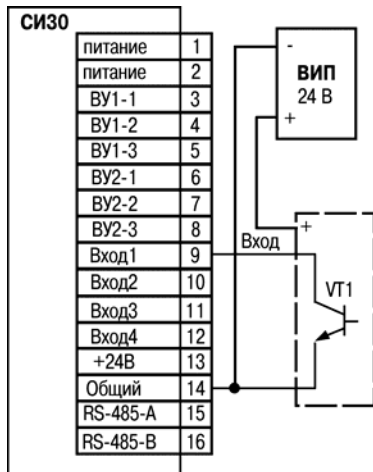 СИ30
питание 1
питание 2
ВУ1-1 3
ВУ1-2 4
ВУ1-3 5
ВУ2-1 6
ВУ2-2 7
ВУ2-3 8
Вход1 9
Вход2 10
Вход3 11
Вход4 12
+24В 13
Общий 14
RS-485-A 15
RS-485-B 16
-
ВИП
24 В
+
Вход
+
VT1